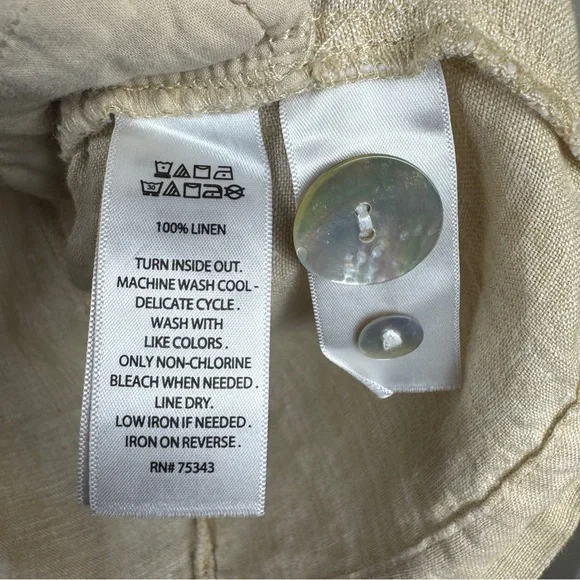 30
100% LINEN
TURN INSIDE OUT.
MACHINE WASH COOL -
DELICATE CYCLE .
WASH WITH
LIKE COLORS .
ONLY NON-CHLORINE
BLEACH WHEN NEEDED .
LINE DRY.
LOW IRON IF NEEDED .
IRON ON REVERSE .
RN# 75343